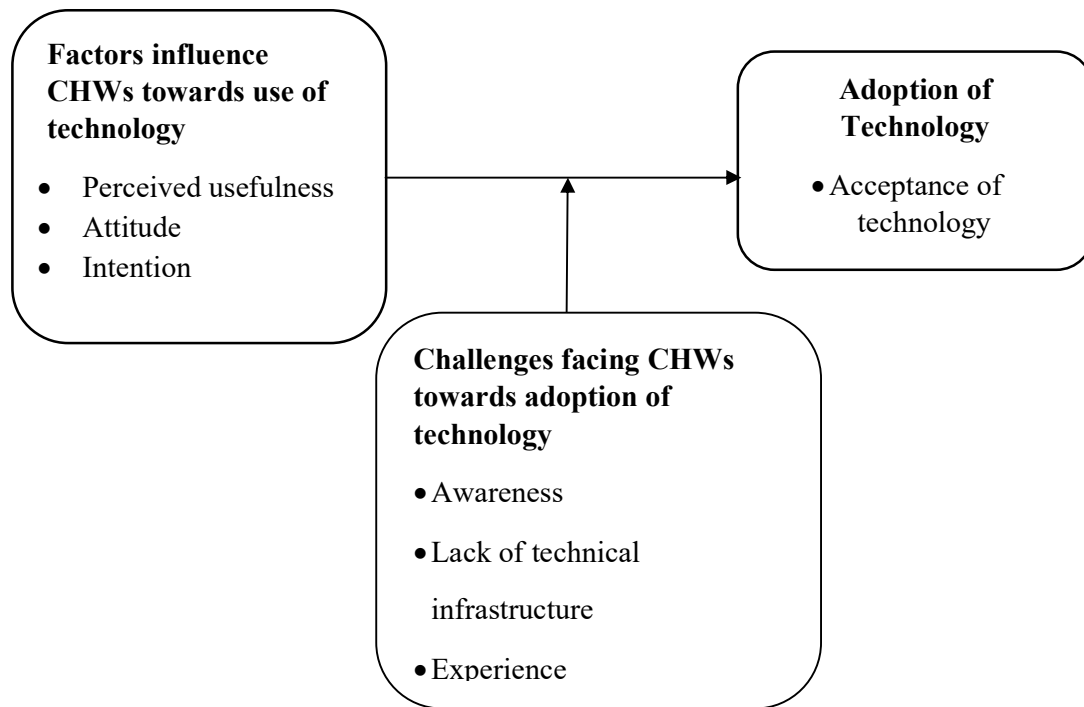 Factors influence
CHWs towards use of
technology
• Perceived usefulness
• Attitude
• Intention
Adoption of
Technology
• Acceptance of
technology
Challenges facing CHWs
towards adoption of
technology
• Awareness
• Lack of technical
infrastructure
• Experience